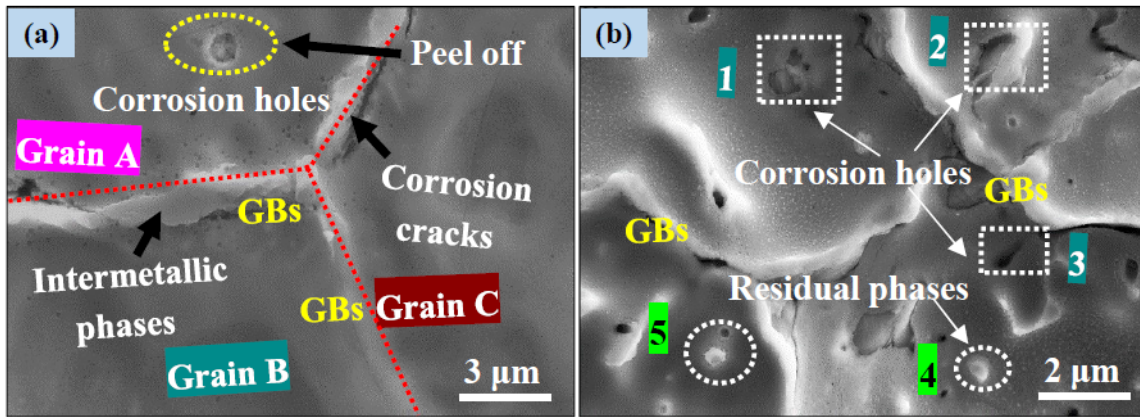 (a)
Peel off
Corrosion holes
Grain A
Corrosion
cracks
GBs
Intermetallic
phases
GBs
Grain C
Grain B
3 μm
(b)
1
2
Corrosion holes
GBs
GBs
3
Residual phases
5
4
2 μm